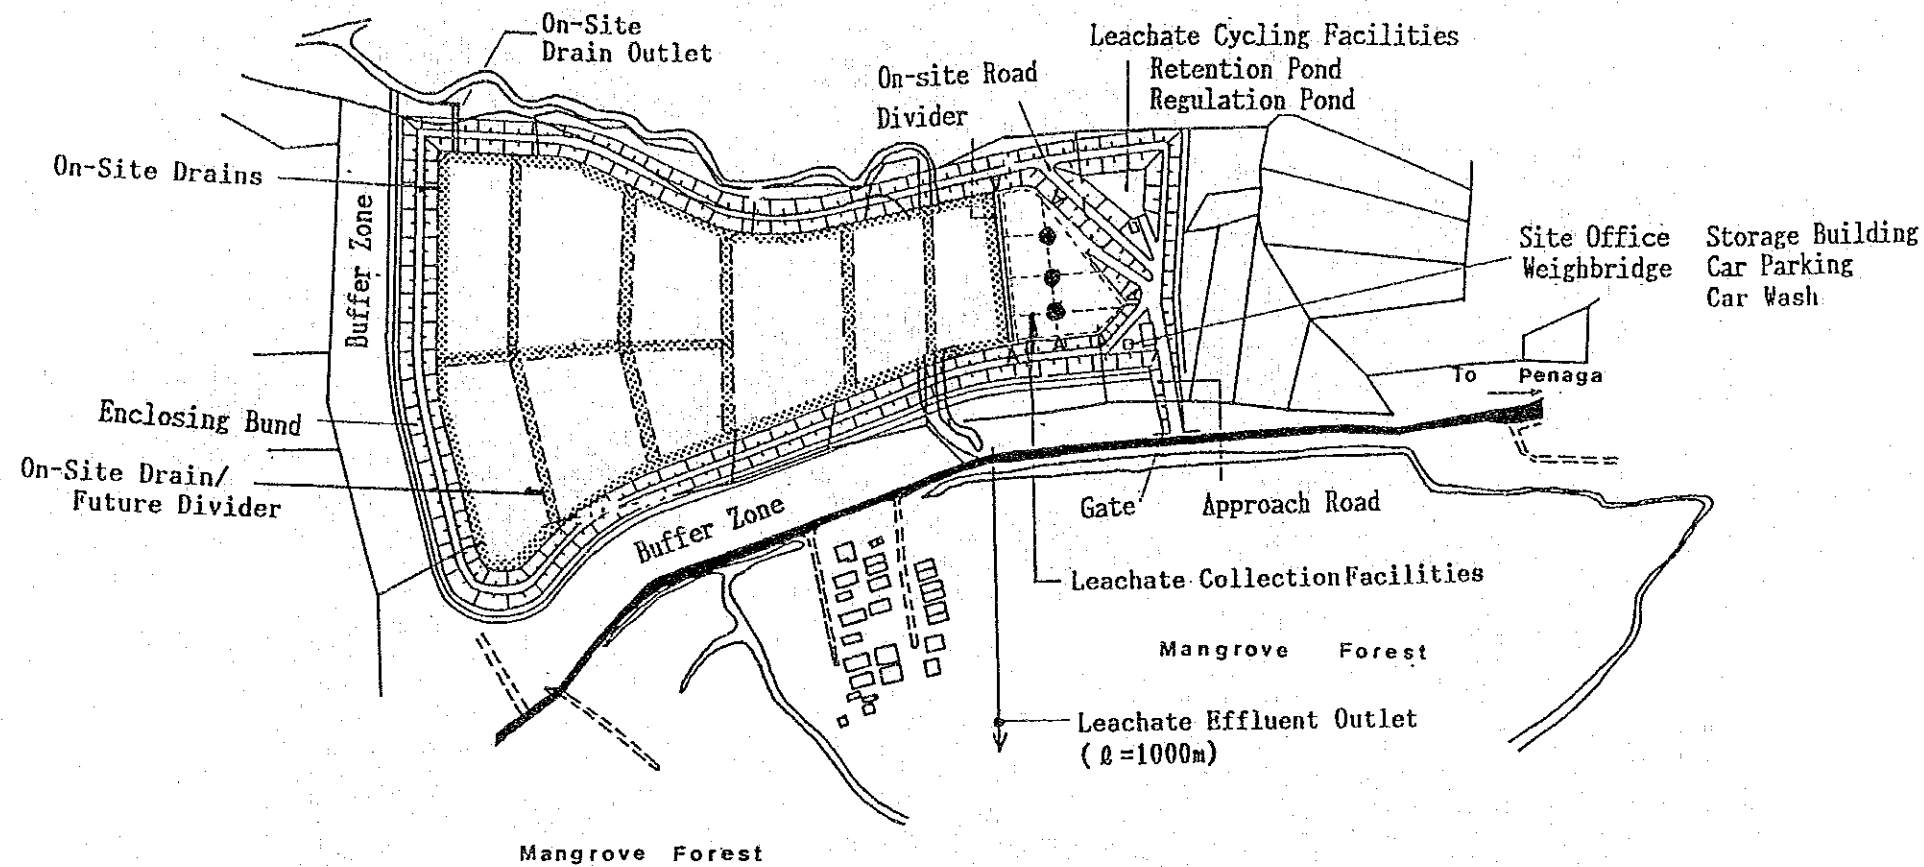 On-Site
Drain Outlet
Leachate Cycling Facilities
Retention Pond
Regulation Pond
On-site Road
Divider
On-Site Drains
Buffer Zone
Site Office
Weighbridge
Storage Building
Car Parking
Car Wash
To Penaga
Enclosing Bund
On-Site Drain/
Future Divider
Buffer Zone
Gate
Approach Road
Leachate Collection Facilities
Mangrove Forest
Leachate Effluent Outlet
(ℓ=1000m)
Mangrove Forest